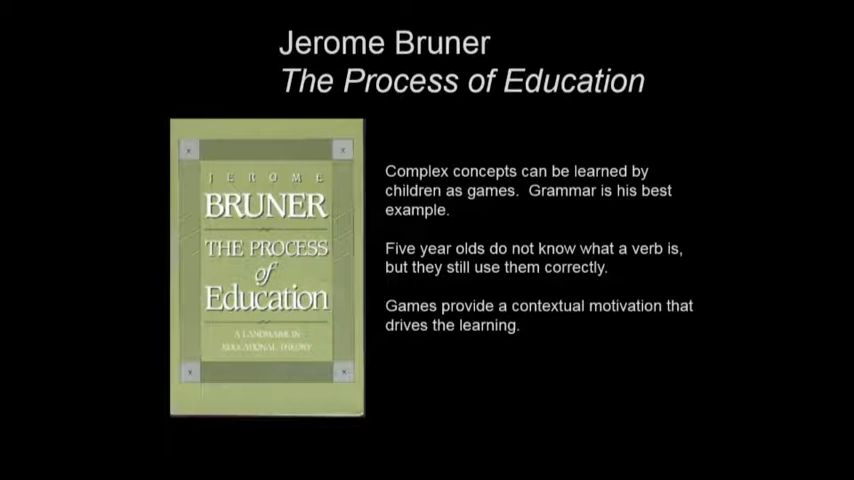 Jerome Bruner
The Process of Education
JEROME
BRUNER
THE PROCESS
of
Education
A LANDMARK IN
EDUCATIONAL THEORY
Complex concepts can be learned by
children as games.  Grammar is his best
example.
Five year olds do not know what a verb is,
but they still use them correctly.
Games provide a contextual motivation that
drives the learning.